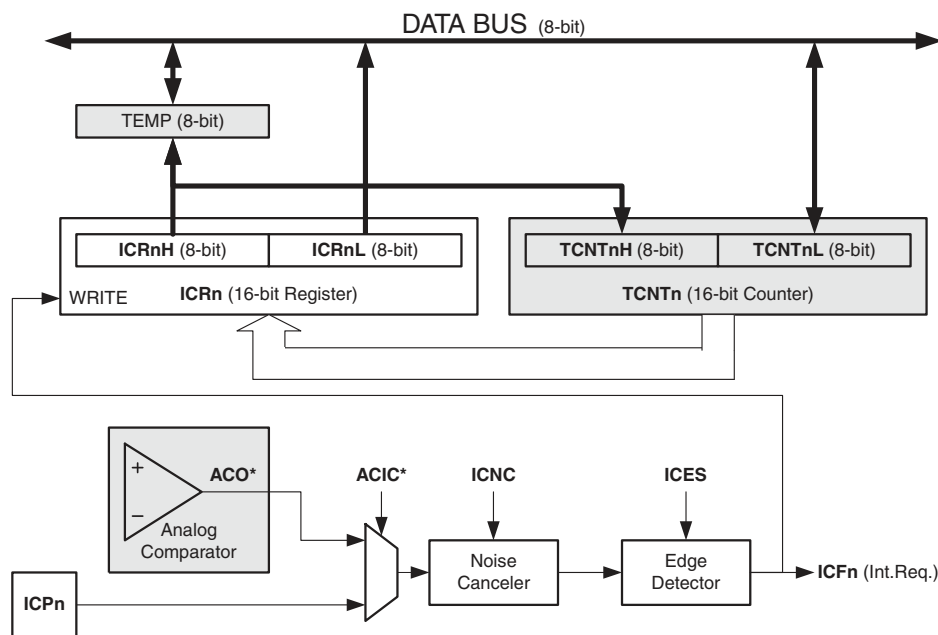 DATA BUS (8-bit)
TEMP (8-bit)
ICRnH (8-bit)
ICRnL (8-bit)
TCNTnH (8-bit)
TCNTnL (8-bit)
WRITE
ICRn (16-bit Register)
TCNTn (16-bit Counter)
+
−
ACO*
Analog
Comparator
ACIC*
ICNC
ICES
Noise
Canceler
Edge
Detector
ICFn (Int.Req.)
ICPn